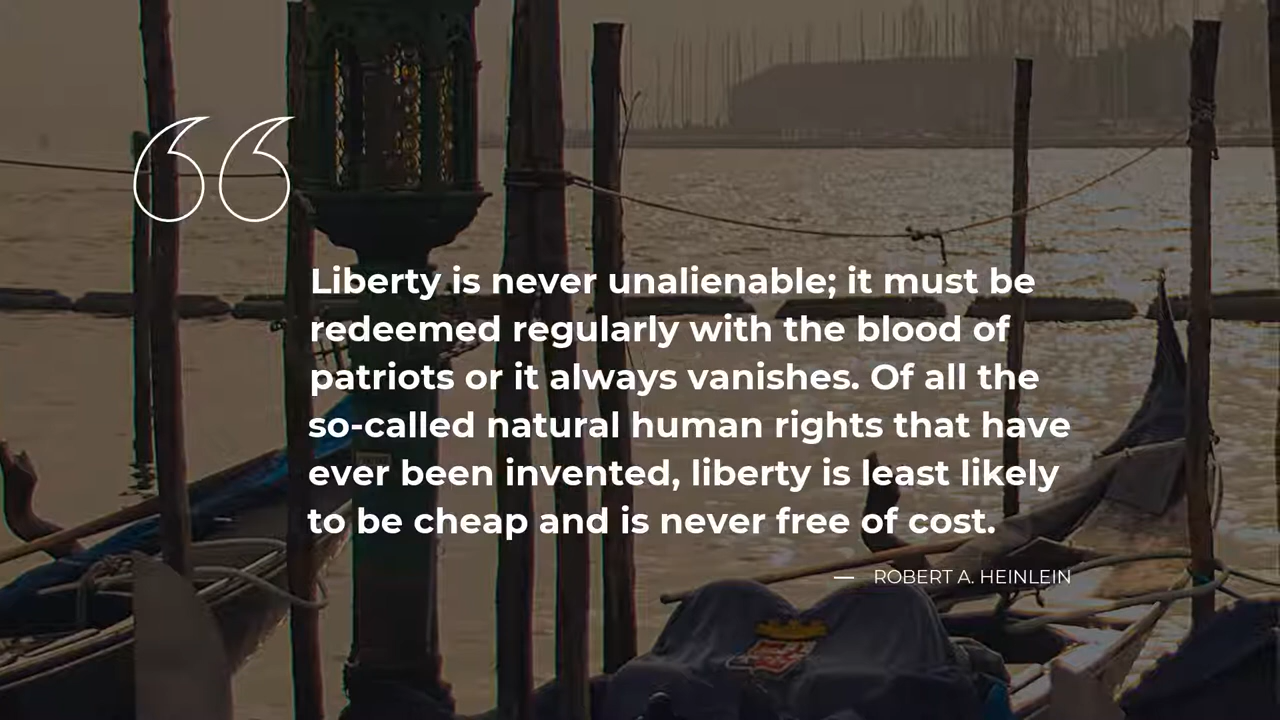 Liberty is never unalienable; it must be
redeemed regularly with the blood of
patriots or it always vanishes. Of all the
so-called natural human rights that have
ever been invented, liberty is least likely
to be cheap and is never free of cost.
— ROBERT A. HEINLEIN